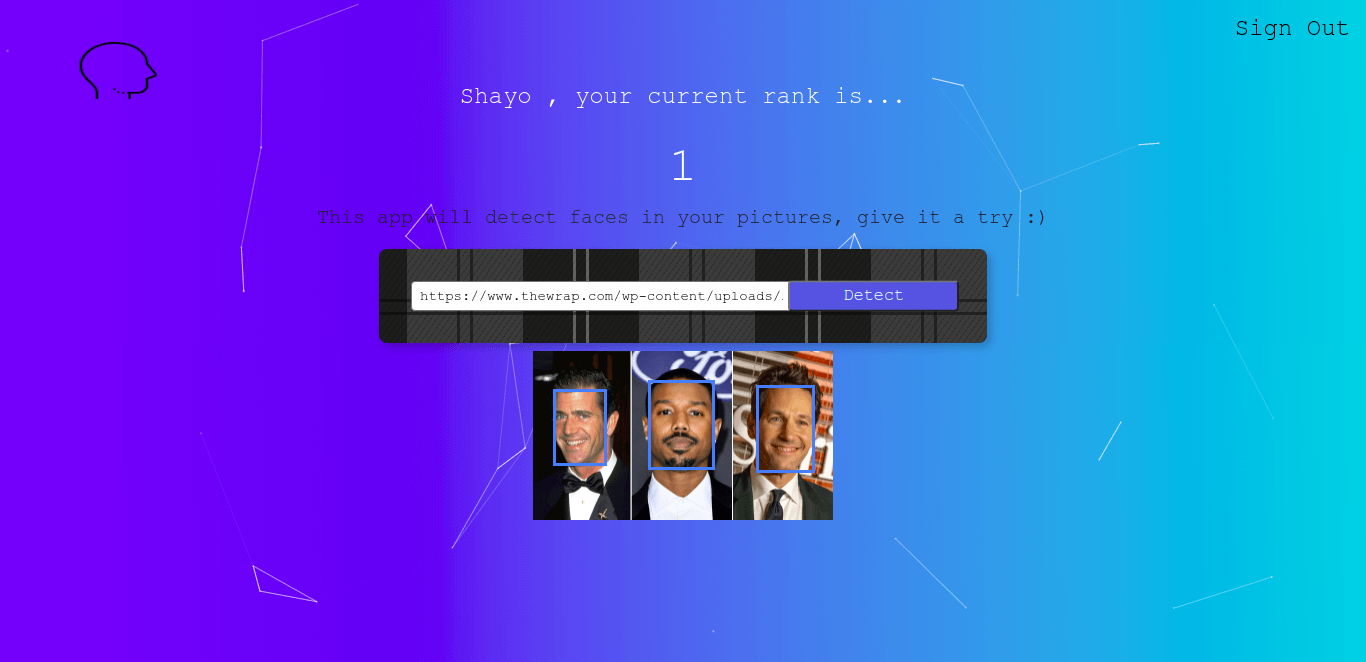 Sign Out
Shayo , your current rank is...
1
This app will detect faces in your pictures, give it a try :)
https://www.thewrap.com/wp-content/uploads/
Detect